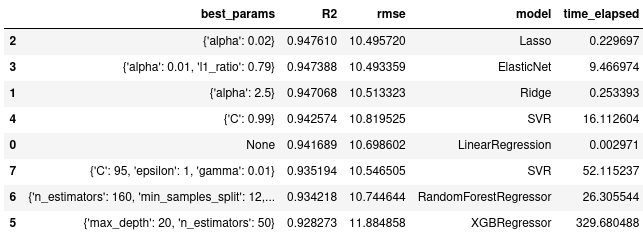 best_params R2 rmse model time_elapsed
2 {'alpha': 0.02} 0.947610 10.495720 Lasso 0.229697
3 {'alpha': 0.01, 'l1_ratio': 0.79} 0.947388 10.493359 ElasticNet 9.466974
1 {'alpha': 2.5} 0.947068 10.513323 Ridge 0.253393
4 {'C': 0.99} 0.942574 10.819525 SVR 16.112604
0 None 0.941689 10.698602 LinearRegression 0.002971
7 {'C': 95, 'epsilon': 1, 'gamma': 0.01} 0.935194 10.546505 SVR 52.115237
6 {'n_estimators': 160, 'min_samples_split': 12,... 0.934218 10.744644 RandomForestRegressor 26.305544
5 {'max_depth': 20, 'n_estimators': 50} 0.928273 11.884858 XGBRegressor 329.680488